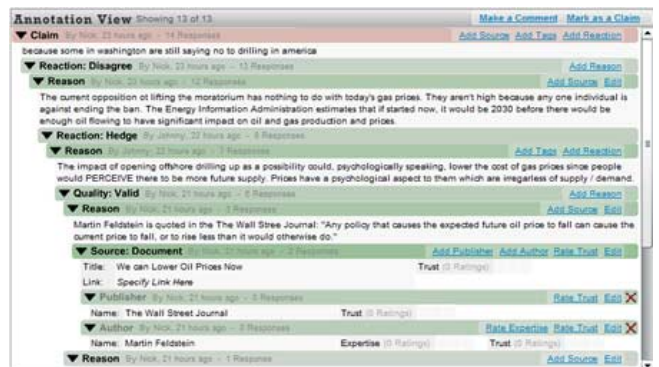 Annotation View Showing 13 of 13 Make a Comment Mark as a Claim
Claim By Nick, 23 hours ago - 14 Responses Add Source Add Tags Add Reaction
because some in washington are still saying no to drilling in america
Reaction: Disagree By Nick, 23 hours ago - 13 Responses Add Reason
Reason By Nick, 23 hours ago - 12 Responses Add Source Edit
The current opposition ot lifting the moratorium has nothing to do with today's gas prices. They aren't high because any one individual is
against ending the ban. The Energy Information Administration estimates that if started now, it would be 2030 before there would be
enough oil flowing to have significant impact on oil and gas production and prices.
Reaction: Hedge By Johnny, 22 hours ago - 8 Responses
Reason By Johnny, 22 hours ago - 7 Responses Add Tags Add Reaction
The impact of opening offshore drilling up as a possibility could, psychologically speaking, lower the cost of gas prices since people
would PERCEIVE there to be more future supply. Prices have a psychological aspect to them which are irregarless of supply / demand.
Quality: Valid By Nick, 21 hours ago - 6 Responses Add Reason
Reason By Nick, 21 hours ago - 3 Responses Add Source Edit
Martin Feldstein is quoted in the The Wall Stree Journal: "Any policy that causes the expected future oil price to fall can cause the
current price to fall, or to rise less than it would otherwise do."
Source: Document By Nick, 21 hours ago - 2 Responses Add Publisher Add Author Rate Trust Edit
Title: We can Lower Oil Prices Now Trust (0 Ratings)
Link: Specify Link Here
Publisher By Nick, 21 hours ago - 0 Responses Rate Trust Edit
Name: The Wall Street Journal Trust (0 Ratings)
Author By Nick, 21 hours ago - 0 Responses Rate Expertise Rate Trust Edit
Name: Martin Feldstein Expertise (0 Ratings) Trust (0 Ratings)
Reason By Nick, 21 hours ago - 1 Response Add Source Edit